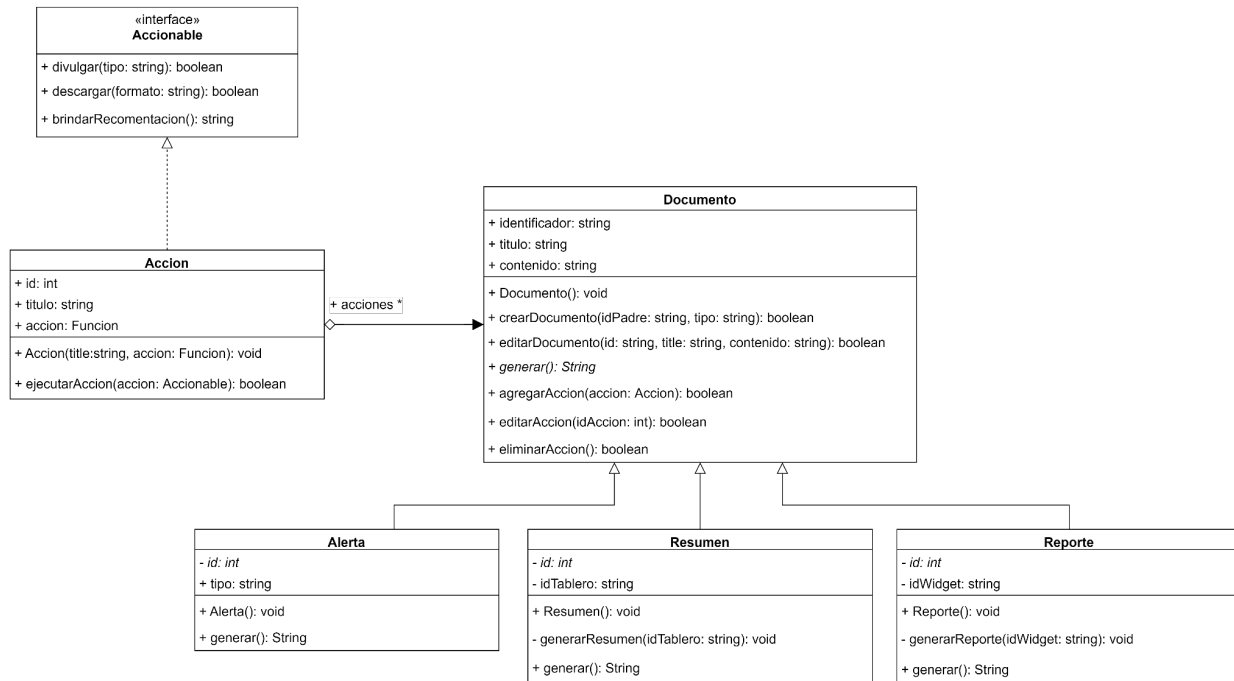 «interface»
Accionable
+ divulgar(tipo: string): boolean
+ descargar(formato: string): boolean
+ brindarRecomentacion(): string
Accion
+ id: int
+ titulo: string
+ accion: Funcion
+ Accion(title:string, accion: Funcion): void
+ ejecutarAccion(accion: Accionable): boolean
+ acciones *
Documento
+ identificador: string
+ titulo: string
+ contenido: string
+ Documento(): void
+ crearDocumento(idPadre: string, tipo: string): boolean
+ editarDocumento(id: string, title: string, contenido: string): boolean
+ generar(): String
+ agregarAccion(accion: Accion): boolean
+ editarAccion(idAccion: int): boolean
+ eliminarAccion(): boolean
Alerta
- id: int
+ tipo: string
+ Alerta(): void
+ generar(): String
Resumen
- id: int
- idTablero: string
+ Resumen(): void
- generarResumen(idTablero: string): void
+ generar(): String
Reporte
- id: int
- idWidget: string
+ Reporte(): void
- generarReporte(idWidget: string): void
+ generar(): String